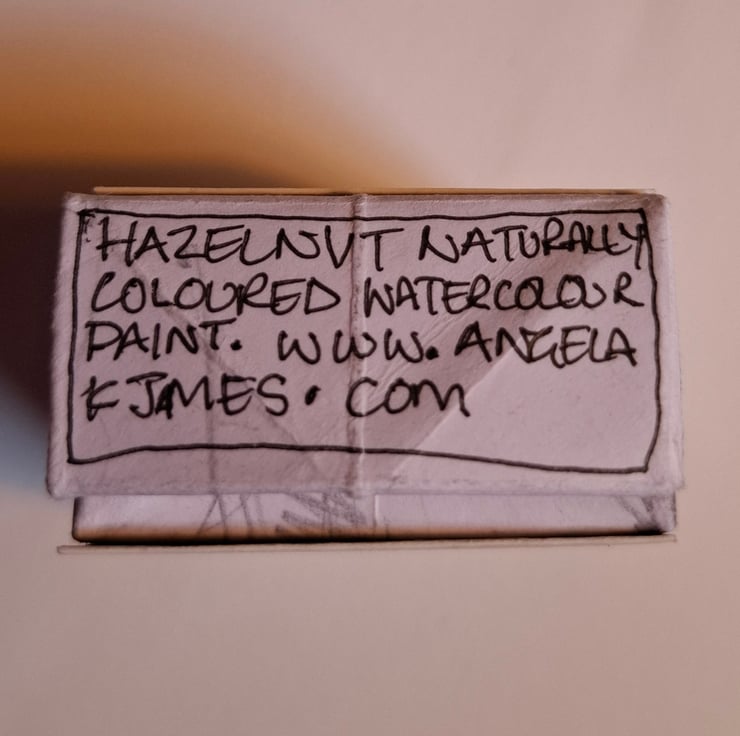 HAZELNUT NATURALLY
COLOURED WATERCOLOUR
PAINT. WWW. ANGELA
KJAMES. COM